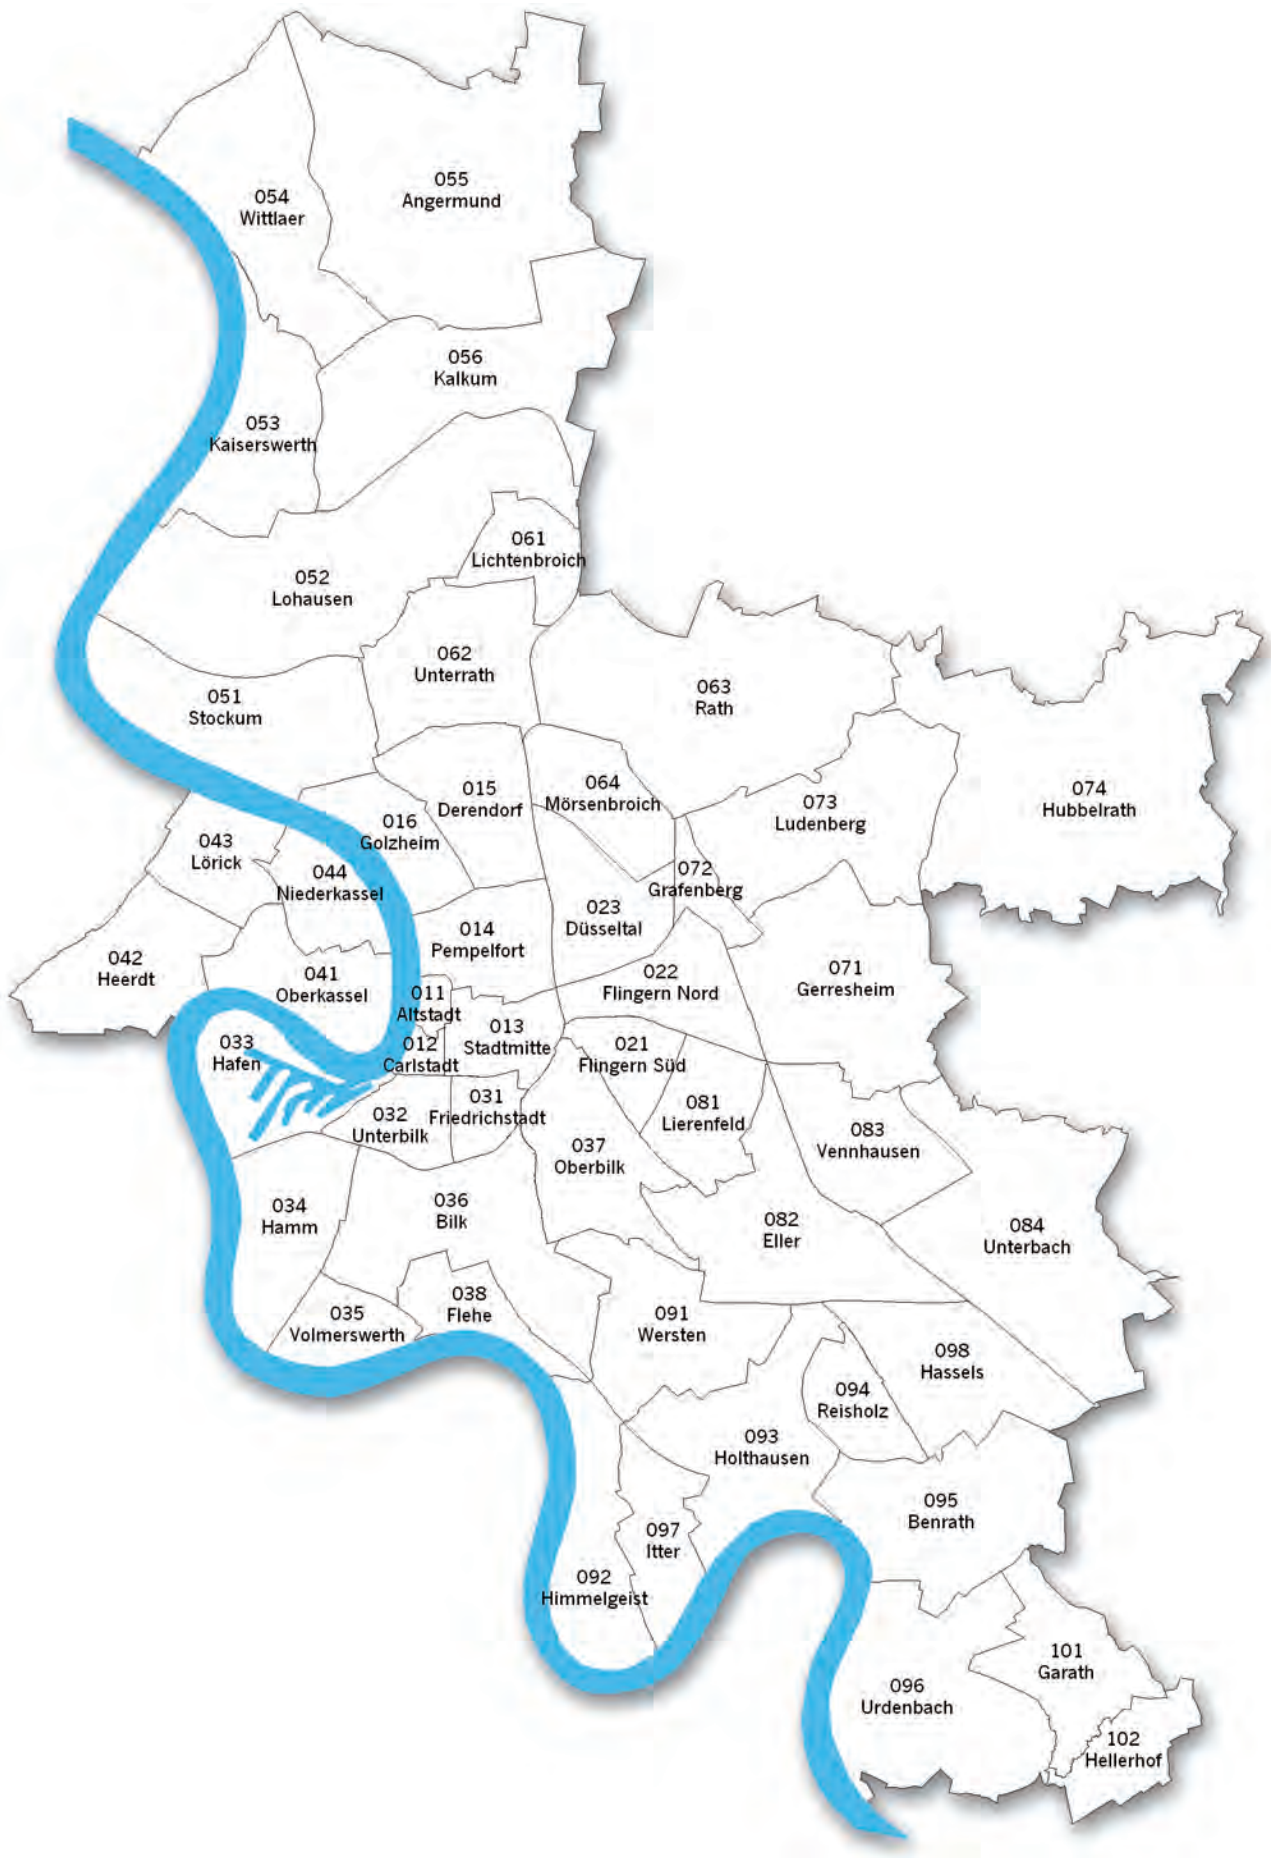 055
Angermund
054
Wittlaer
056
Kalkum
053
Kaiserswerth
061
Lichtenbroich
052
Lohausen
062
Unterrath
063
Rath
051
Stockum
015
Derendorf
064
Mörsenbroich
074
Hubbelrath
073
Ludenberg
016
Golzheim
043
Lörick
044
Niederkassel
072
Grafenberg
023
Düsseltal
014
Pempelfort
042
Heerdt
041
Oberkassel
022
Flingern Nord
071
Gerresheim
011
Altstadt
013
Stadtmitte
033
Hafen
012
Carlstadt
021
Flingern Süd
031
Friedrichstadt
081
Lierenfeld
032
Unterbilk
083
Vennhausen
037
Oberbilk
034
Hamm
036
Bilk
082
Eller
084
Unterbach
038
Flehe
035
Volmerswerth
091
Wersten
098
Hassels
094
Reisholz
093
Holthausen
095
Benrath
097
Itter
092
Himmelgeist
101
Garath
096
Urdenbach
102
Hellerhof